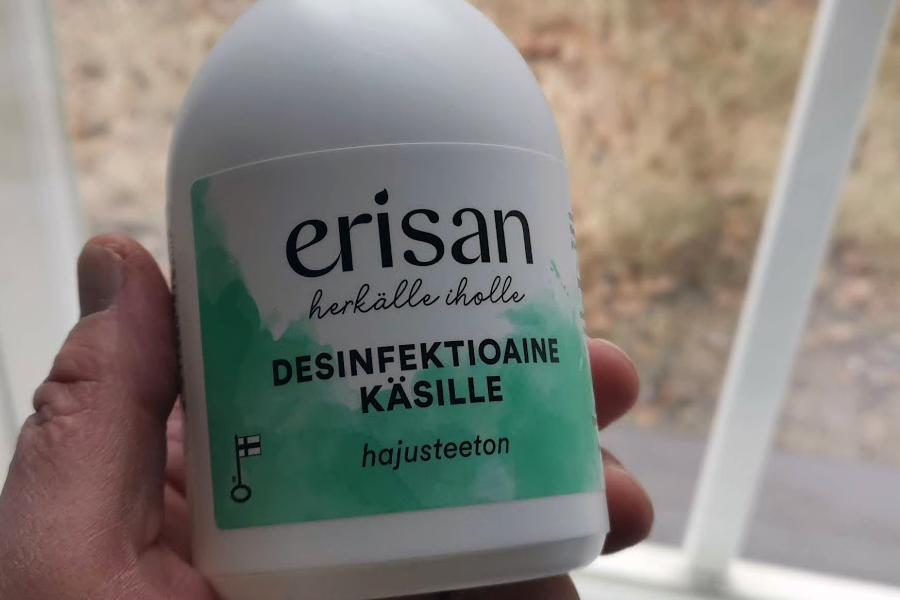 erisan
herkälle iholle
DESINFEKTIOAINE
KÄSILLE
hajusteeton